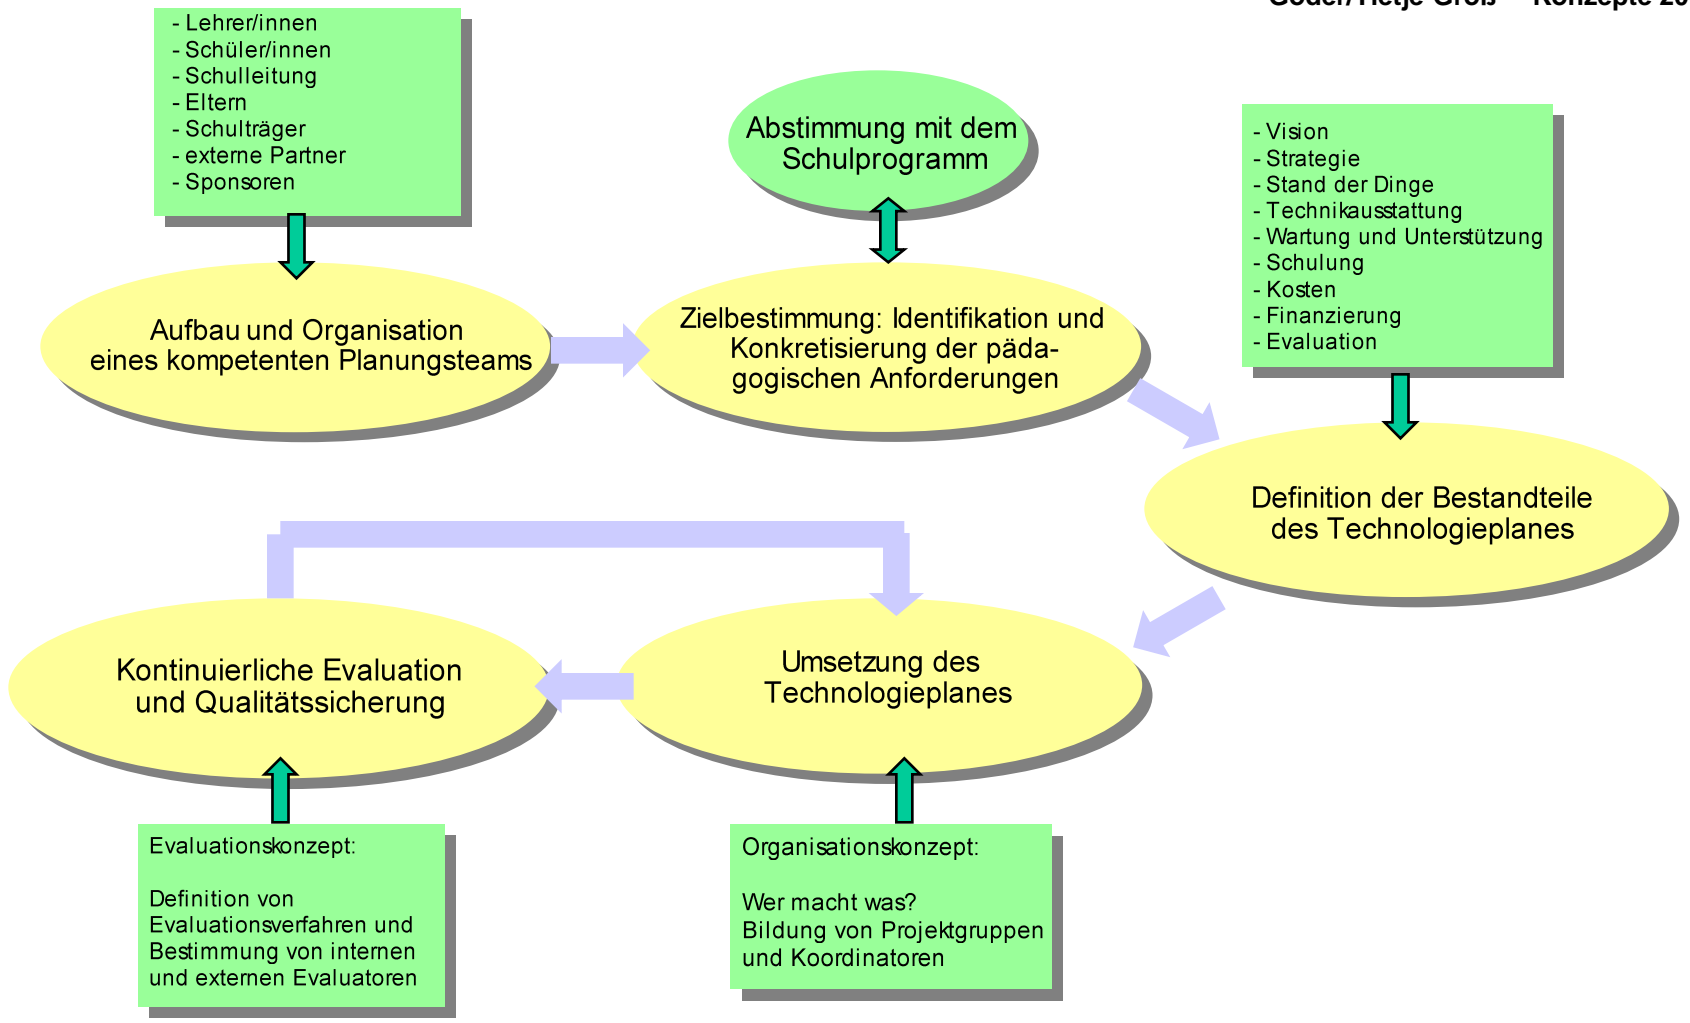 - Lehrer/innen
- Schüler/innen
- Schulleitung
- Eltern
- Schulträger
- externe Partner
- Sponsoren
Abstimmung mit dem
Schulprogramm
- Vision
- Strategie
- Stand der Dinge
- Technikausstattung
- Wartung und Unterstützung
- Schulung
- Kosten
- Finanzierung
- Evaluation
Aufbau und Organisation
eines kompetenten Planungsteams
Zielbestimmung: Identifikation und
Konkretisierung der päda-
gogischen Anforderungen
Definition der Bestandteile
des Technologieplanes
Kontinuierliche Evaluation
und Qualitätssicherung
Umsetzung des
Technologieplanes
Evaluationskonzept:
Definition von
Evaluationsverfahren und
Bestimmung von internen
und externen Evaluatoren
Organisationskonzept:
Wer macht was?
Bildung von Projektgruppen
und Koordinatoren